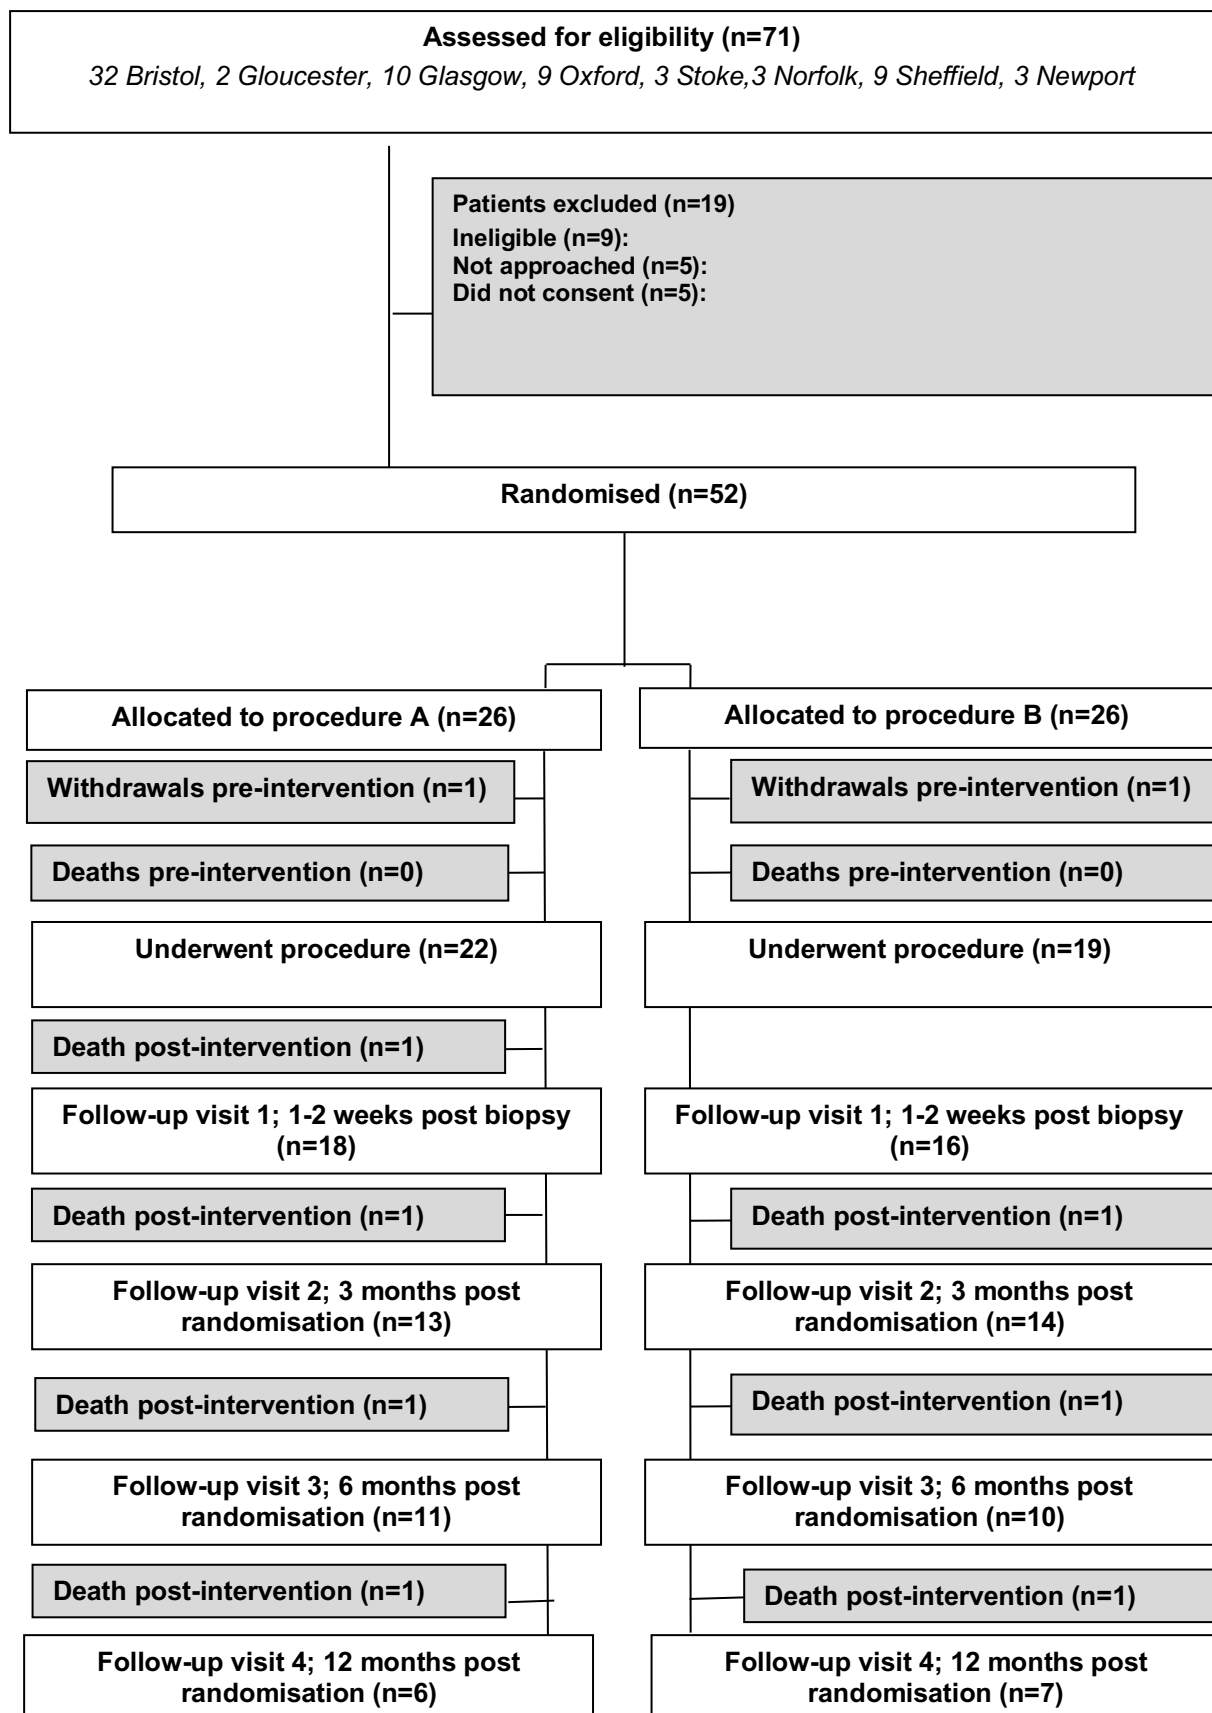 Assessed for eligibility (n=71)
32 Bristol, 2 Gloucester, 10 Glasgow, 9 Oxford, 3 Stoke,3 Norfolk, 9 Sheffield, 3 Newport
Patients excluded (n=19)
Ineligible (n=9):
Not approached (n=5):
Did not consent (n=5):
Randomised (n=52)
Allocated to procedure A (n=26)
Allocated to procedure B (n=26)
Withdrawals pre-intervention (n=1)
Withdrawals pre-intervention (n=1)
Deaths pre-intervention (n=0)
Deaths pre-intervention (n=0)
Underwent procedure (n=22)
Underwent procedure (n=19)
Death post-intervention (n=1)
Follow-up visit 1; 1-2 weeks post biopsy
(n=18)
Follow-up visit 1; 1-2 weeks post biopsy
(n=16)
Death post-intervention (n=1)
Death post-intervention (n=1)
Follow-up visit 2; 3 months post
randomisation (n=13)
Follow-up visit 2; 3 months post
randomisation (n=14)
Death post-intervention (n=1)
Death post-intervention (n=1)
Follow-up visit 3; 6 months post
randomisation (n=11)
Follow-up visit 3; 6 months post
randomisation (n=10)
Death post-intervention (n=1)
Death post-intervention (n=1)
Follow-up visit 4; 12 months post
randomisation (n=6)
Follow-up visit 4; 12 months post
randomisation (n=7)